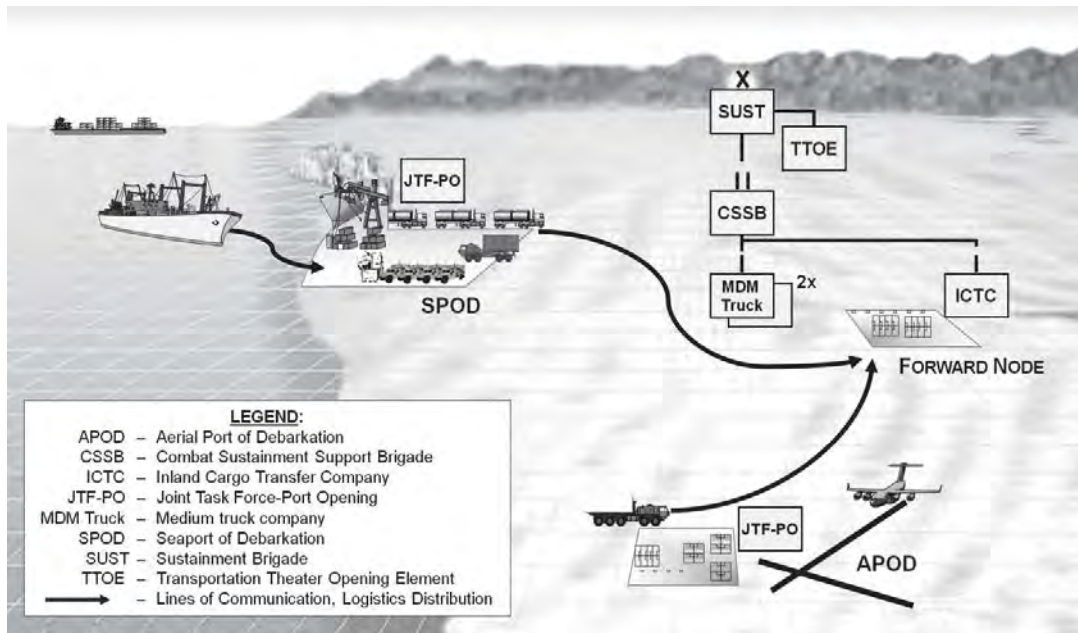 X
SUST
TTOE
JTF-PO
CSSB
MDM
Truck
2x
ICTC
SPOD
FORWARD NODE
LEGEND:
APOD – Aerial Port of Debarkation
CSSB – Combat Sustainment Support Brigade
ICTC – Inland Cargo Transfer Company
JTF-PO – Joint Task Force-Port Opening
MDM Truck – Medium truck company
SPOD – Seaport of Debarkation
SUST – Sustainment Brigade
TTOE – Transportation Theater Opening Element
– Lines of Communication, Logistics Distribution
JTF-PO
APOD